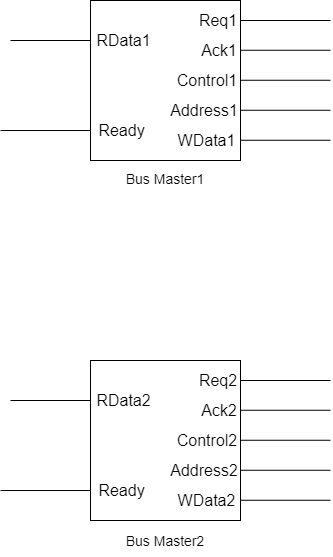 Req1
RData1
Ack1
Control1
Address1
Ready
WData1
Bus Master1
Req2
RData2
Ack2
Control2
Address2
Ready
WData2
Bus Master2